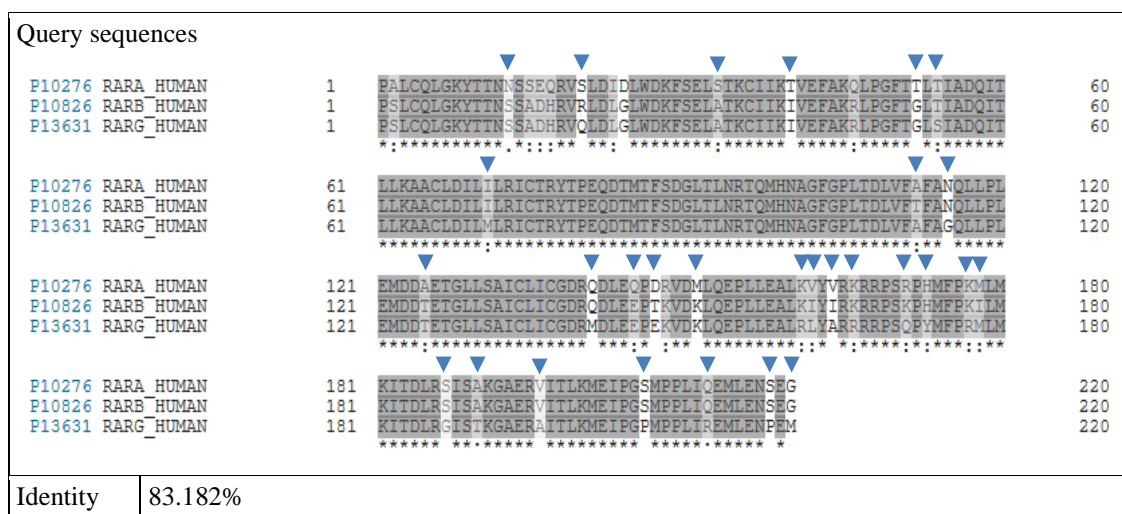 Query sequences
P10276 RARA_HUMAN 1 PALCQLGKYTTNNSSEQRVSLDIDLWDKFSELSTKCIIKTVEFAKQLPGFTTLTIADQIT 60
P10826 RARB_HUMAN 1 PSLCQLGKYTTNSSADHRVRLDLGLWDKFSELATKCIIKIVEFAKRLPGFTGLTIADQIT 60
P13631 RARG_HUMAN 1 PSLCQLGKYTTNSSADHRVQLDLGLWDKFSELATKCIIKIVEFAKRLPGFTGLSIADQIT 60
*:**********.*:::** **: ********:****** *****:***** *:******
P10276 RARA_HUMAN 61 LLKAACLDILILRICTRYTPEQDTMTFSDGLTLNRTQMHNAGFGPLTDLVFAFANQLLPL 120
P10826 RARB_HUMAN 61 LLKAACLDILILRICTRYTPEQDTMTFSDGLTLNRTQMHNAGFGPLTDLVFTFANQLLPL 120
P13631 RARG_HUMAN 61 LLKAACLDILMLRICTRYTPEQDTMTFSDGLTLNRTQMHNAGFGPLTDLVFAFAGQLLPL 120
**********:****************************************:** *****
P10276 RARA_HUMAN 121 EMDDAETGLLSAICLICGDRQDLEQPDRVDMLQEPLLEALKVYVRKRRPSRPHMFPKMLM 180
P10826 RARB_HUMAN 121 EMDDTETGLLSAICLICGDRQDLEEPTKVDKLQEPLLEALKIYIRKRRPSKPHMFPKILM 180
P13631 RARG_HUMAN 121 EMDDTETGLLSAICLICGDRMDLEEPEKVDKLQEPLLEALRLYARRRRPSQPYMFPRMLM 180
****:*************** ***:* :** *********::* *:****:*:***::**
P10276 RARA_HUMAN 181 KITDLRSISAKGAERVITLKMEIPGSMPPLIQEMLENSEG 220
P10826 RARB_HUMAN 181 KITDLRSISAKGAERVITLKMEIPGSMPPLIQEMLENSEG 220
P13631 RARG_HUMAN 181 KITDLRGISTKGAERAITLKMEIPGPMPPLIREMLENPEM 220
****** **.***** ********* *****.***** *
Identity 83.182%